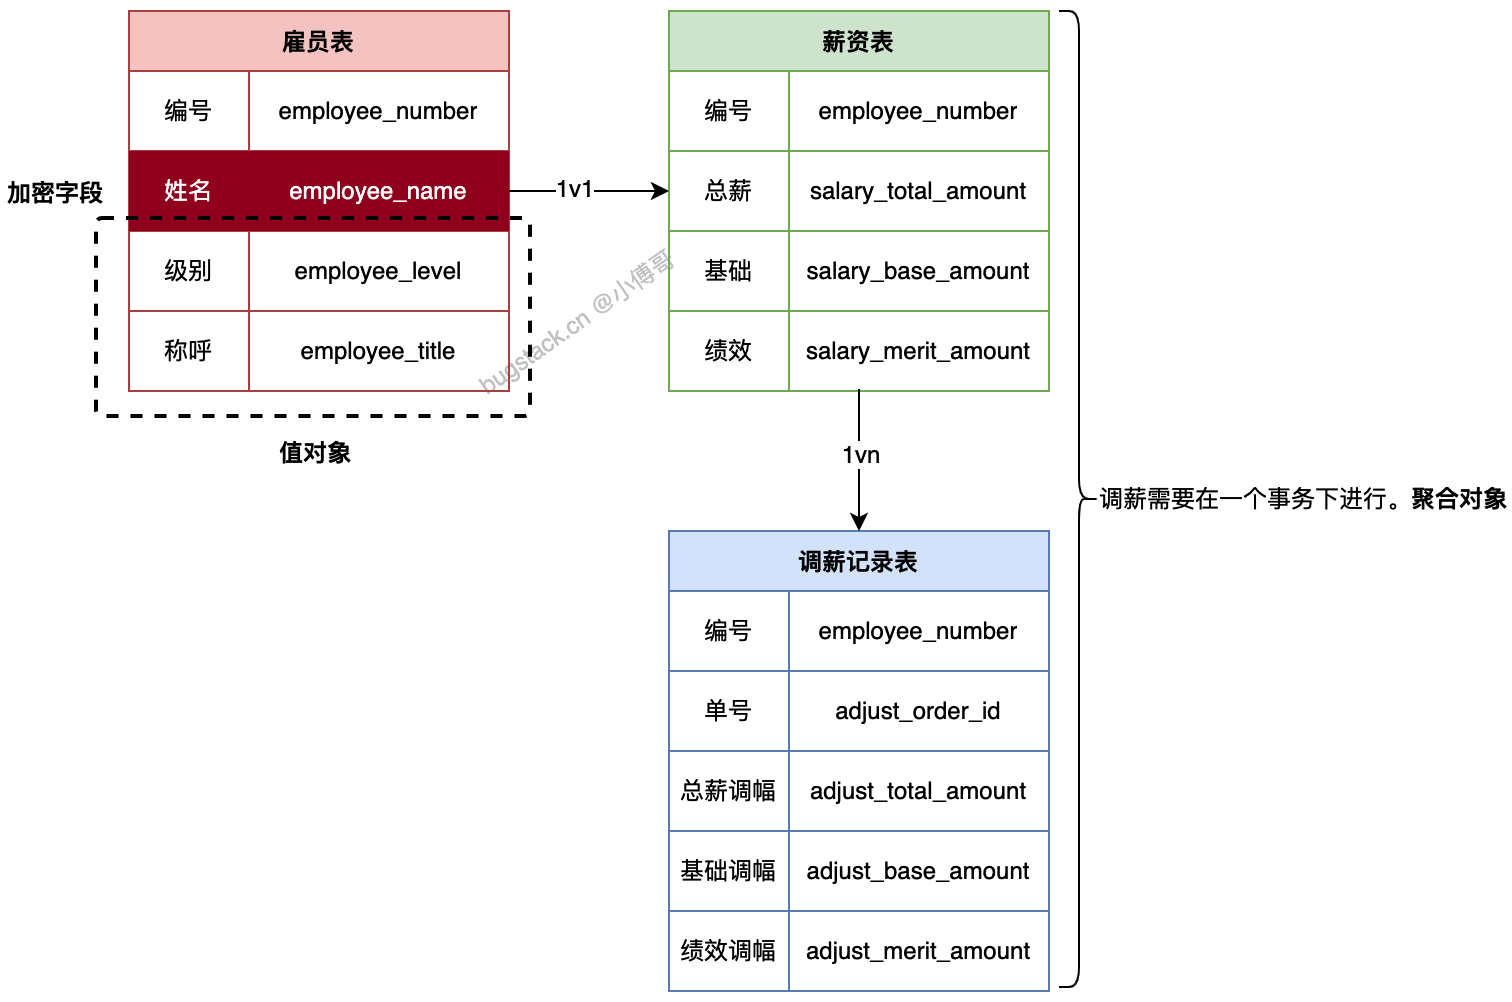 雇员表
编号 employee_number
加密字段
姓名 employee_name
级别 employee_level
称呼 employee_title
值对象
1v1
薪资表
编号 employee_number
总薪 salary_total_amount
基础 salary_base_amount
绩效 salary_merit_amount
bugstack.cn @小傅哥
1vn
调薪需要在一个事务下进行。聚合对象
调薪记录表
编号 employee_number
单号 adjust_order_id
总薪调幅 adjust_total_amount
基础调幅 adjust_base_amount
绩效调幅 adjust_merit_amount